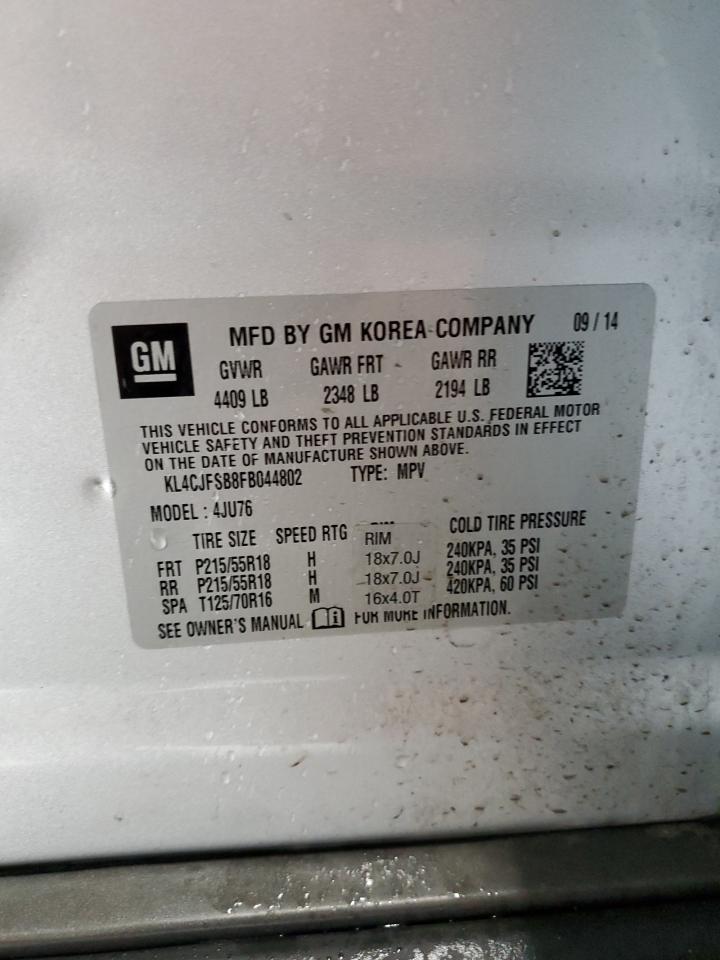 GM
MFD BY GM KOREA COMPANY 09 / 14
GVWR GAWR FRT GAWR RR
4409 LB 2348 LB 2194 LB
THIS VEHICLE CONFORMS TO ALL APPLICABLE U.S. FEDERAL MOTOR
VEHICLE SAFETY AND THEFT PREVENTION STANDARDS IN EFFECT
ON THE DATE OF MANUFACTURE SHOWN ABOVE.
KL4CJFSB8FB044802 TYPE: MPV
MODEL : 4JU76
TIRE SIZE SPEED RTG RIM COLD TIRE PRESSURE
FRT P215/55R18 H 18x7.0J 240KPA, 35 PSI
RR P215/55R18 H 18x7.0J 240KPA, 35 PSI
SPA T125/70R16 M 16x4.0T 420KPA, 60 PSI
SEE OWNER'S MANUAL FOR MORE INFORMATION.